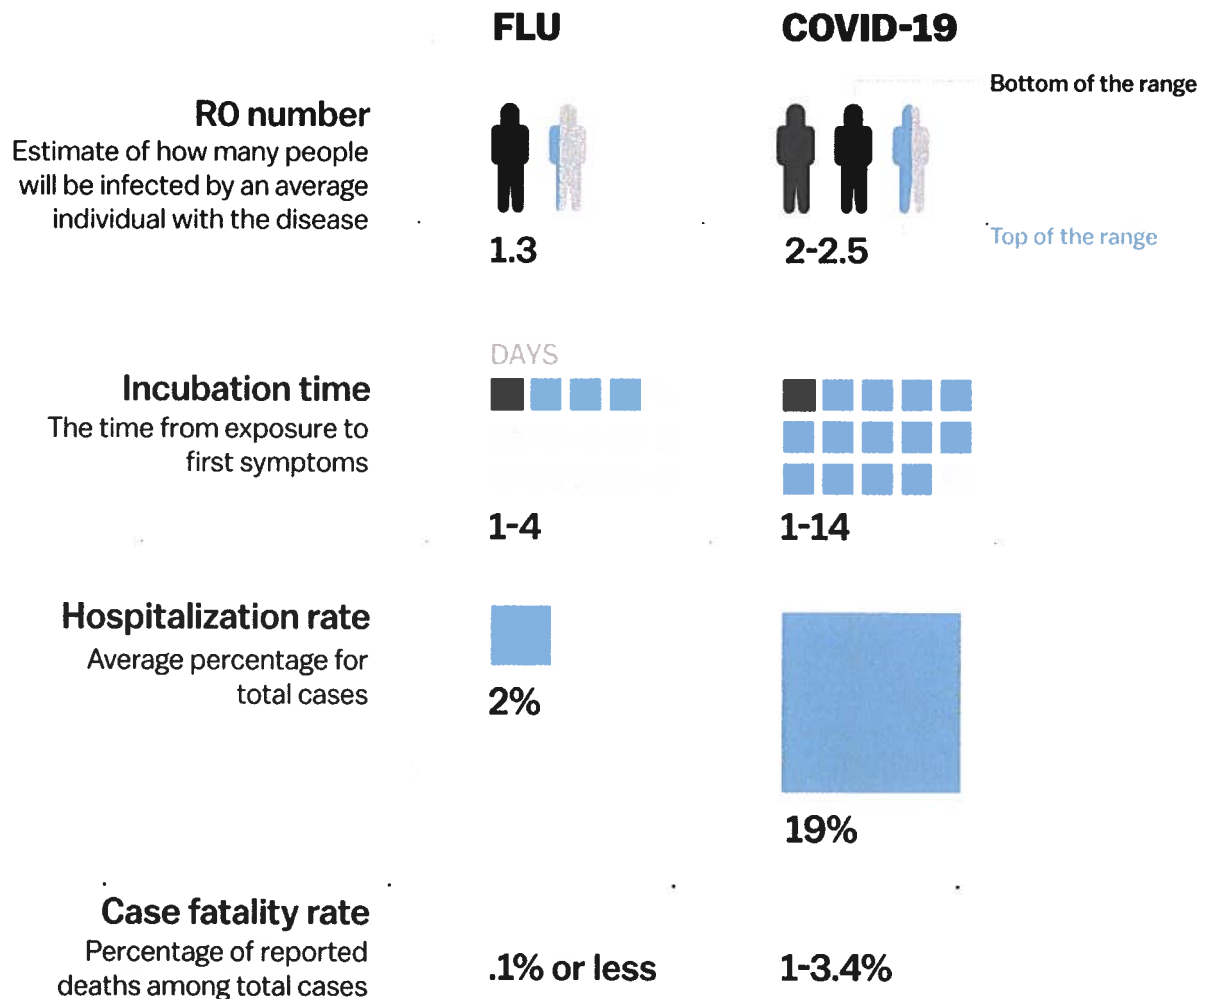 FLU
COVID-19
Bottom of the range
R0 number
Estimate of how many people
will be infected by an average
individual with the disease
1.3
2-2.5
Top of the range
DAYS
Incubation time
The time from exposure to
first symptoms
1-4
1-14
Hospitalization rate
Average percentage for
total cases
2%
19%
Case fatality rate
Percentage of reported
deaths among total cases
.1% or less
1-3.4%